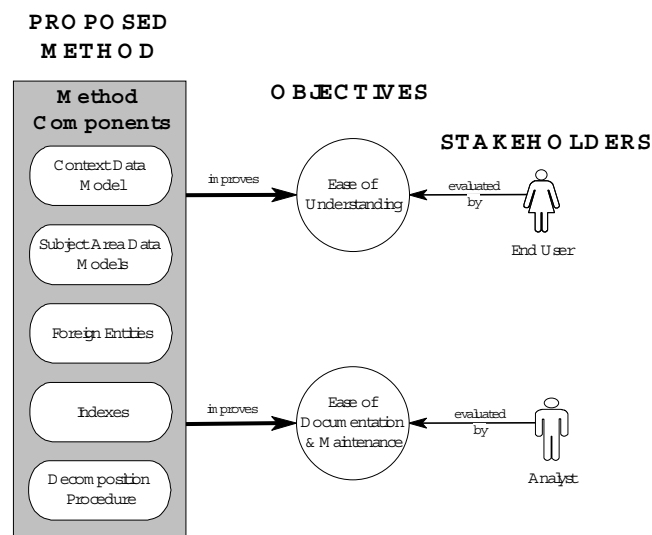 PROPOSED
METHOD
Method
Components
Context Data
Model
Subject Area Data
Models
Foreign Entities
Indexes
Decomposition
Procedure
OBJECTIVES
improves
Ease of
Understanding
improves
Ease of
Documentation
& Maintenance
STAKEHOLDERS
evaluated
by
End User
evaluated
by
Analyst